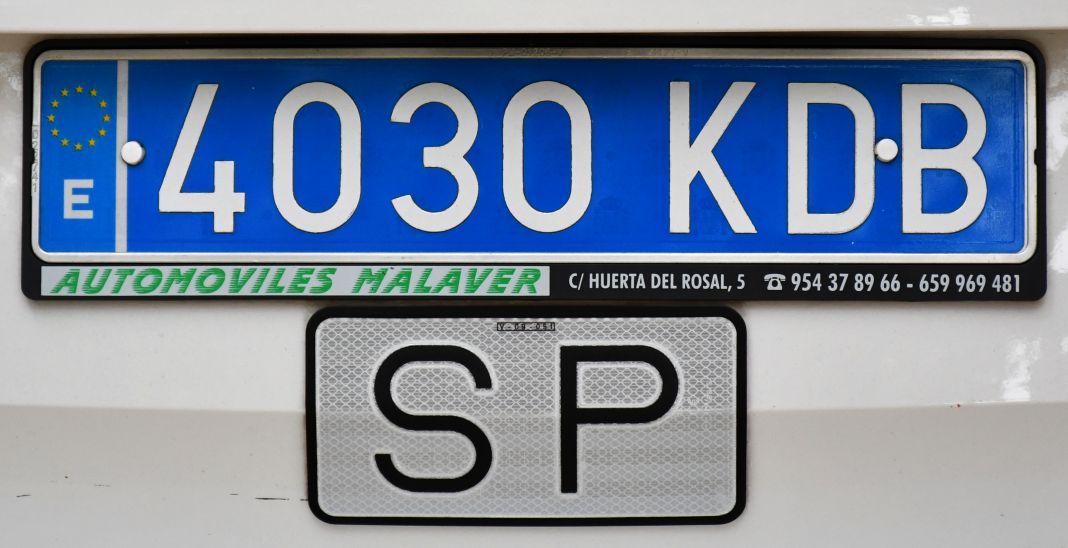 E
4030 KDB
AUTOMOVILES MALAVER C/ HUERTA DEL ROSAL, 5 ☎ 954 37 89 66 - 659 969 481
SP